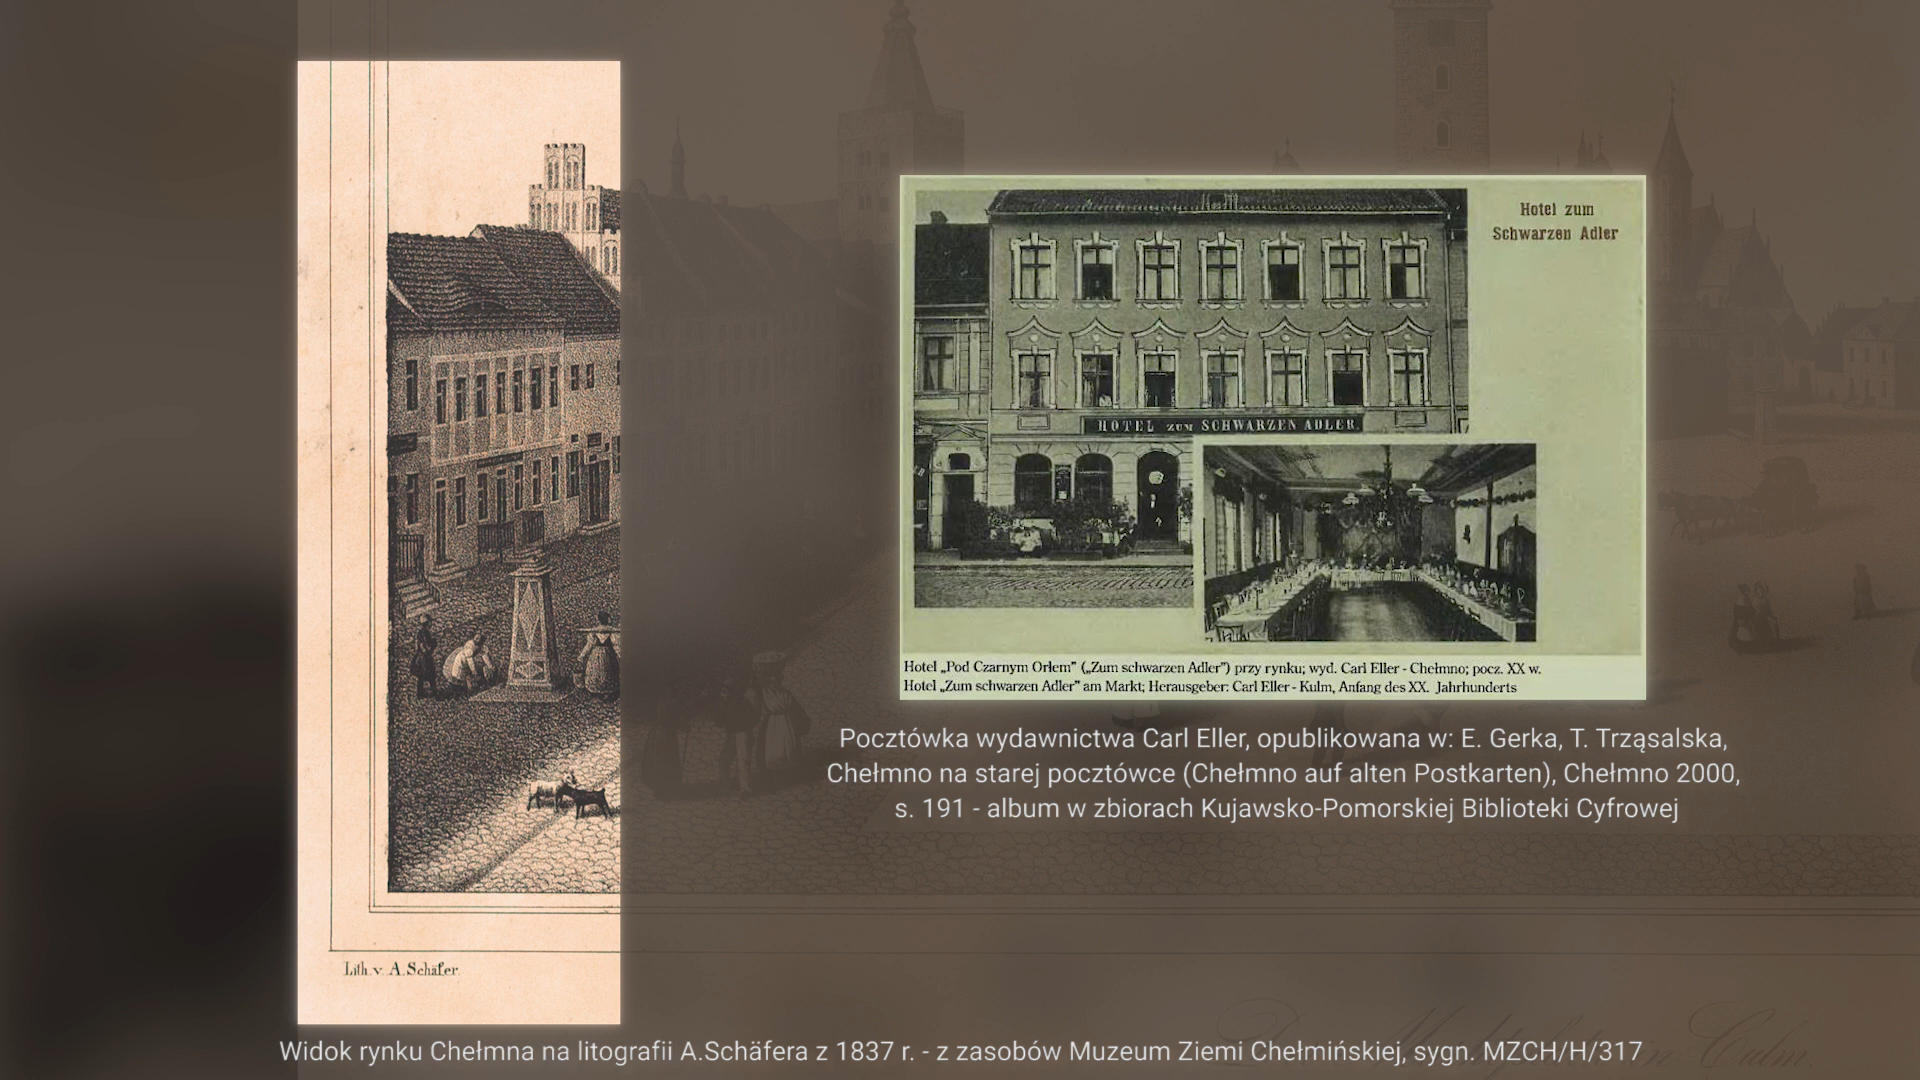 Hotel zum
Schwarzen Adler
HOTEL ZUM SCHWARZEN ADLER.
Hotel „Pod Czarnym Orłem” („Zum schwarzen Adler”) przy rynku; wyd. Carl Eller - Chełmno; pocz. XX w.
Hotel „Zum schwarzen Adler” am Markt; Herausgeber: Carl Eller - Kulm, Anfang des XX. Jahrhunderts
Pocztówka wydawnictwa Carl Eller, opublikowana w: E. Gerka, T. Trząsalska,
Chełmno na starej pocztówce (Chełmno auf alten Postkarten), Chełmno 2000,
s. 191 - album w zbiorach Kujawsko-Pomorskiej Biblioteki Cyfrowej
Lith. v. A. Schäfer.
Culm.
Widok rynku Chełmna na litografii A.Schäfera z 1837 r. - z zasobów Muzeum Ziemi Chełmińskiej, sygn. MZCH/H/317